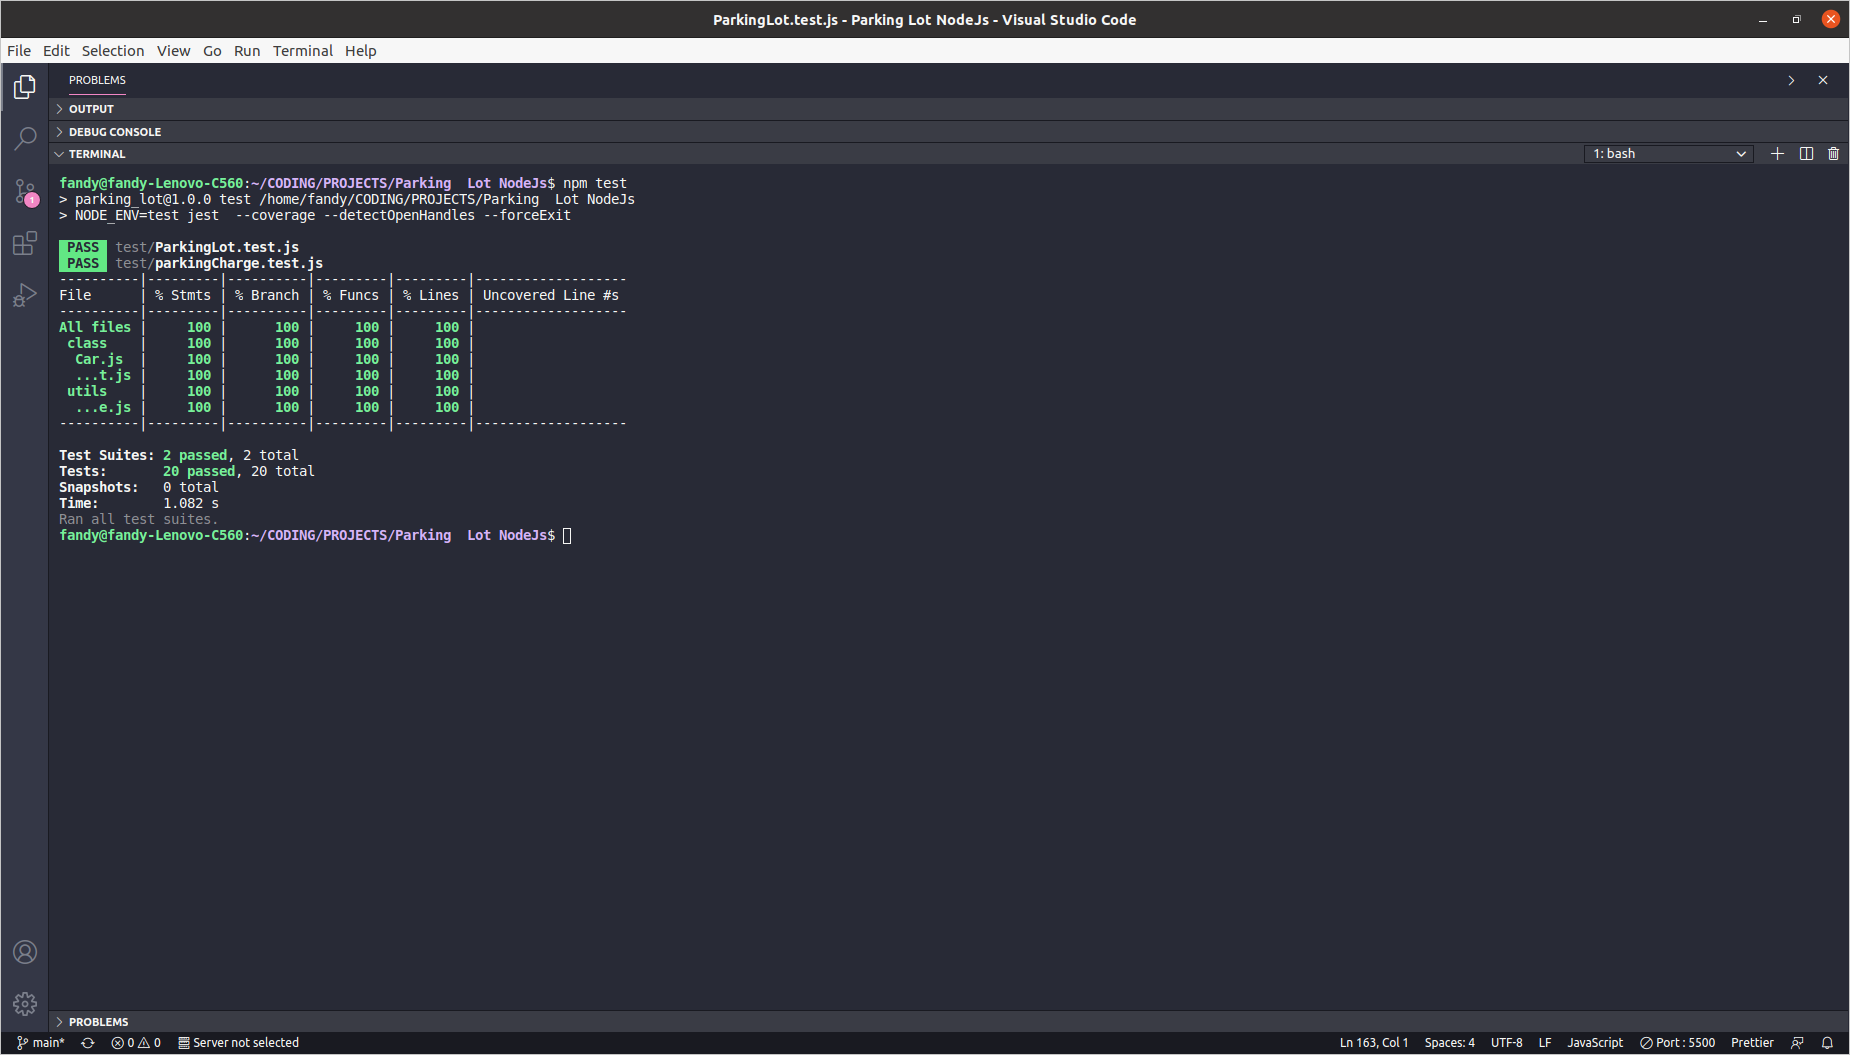 ParkingLot.test.js - Parking Lot NodeJs - Visual Studio Code
File Edit Selection View Go Run Terminal Help
PROBLEMS
OUTPUT
DEBUG CONSOLE
TERMINAL
1: bash
1
fandy@fandy-Lenovo-C560:~/CODING/PROJECTS/Parking  Lot NodeJs$ npm test
> parking_lot@1.0.0 test /home/fandy/CODING/PROJECTS/Parking  Lot NodeJs
> NODE_ENV=test jest  --coverage --detectOpenHandles --forceExit
PASS test/ParkingLot.test.js
PASS test/parkingCharge.test.js
----------|---------|----------|---------|---------|-------------------
File      | % Stmts | % Branch | % Funcs | % Lines | Uncovered Line #s
----------|---------|----------|---------|---------|-------------------
All files |     100 |      100 |     100 |     100 |
 class    |     100 |      100 |     100 |     100 |
  Car.js  |     100 |      100 |     100 |     100 |
  ...t.js |     100 |      100 |     100 |     100 |
 utils    |     100 |      100 |     100 |     100 |
  ...e.js |     100 |      100 |     100 |     100 |
----------|---------|----------|---------|---------|-------------------
Test Suites: 2 passed, 2 total
Tests:       20 passed, 20 total
Snapshots:   0 total
Time:        1.082 s
Ran all test suites.
fandy@fandy-Lenovo-C560:~/CODING/PROJECTS/Parking  Lot NodeJs$
PROBLEMS
main* 0 0 Server not selected Ln 163, Col 1 Spaces: 4 UTF-8 LF JavaScript Port : 5500 Prettier